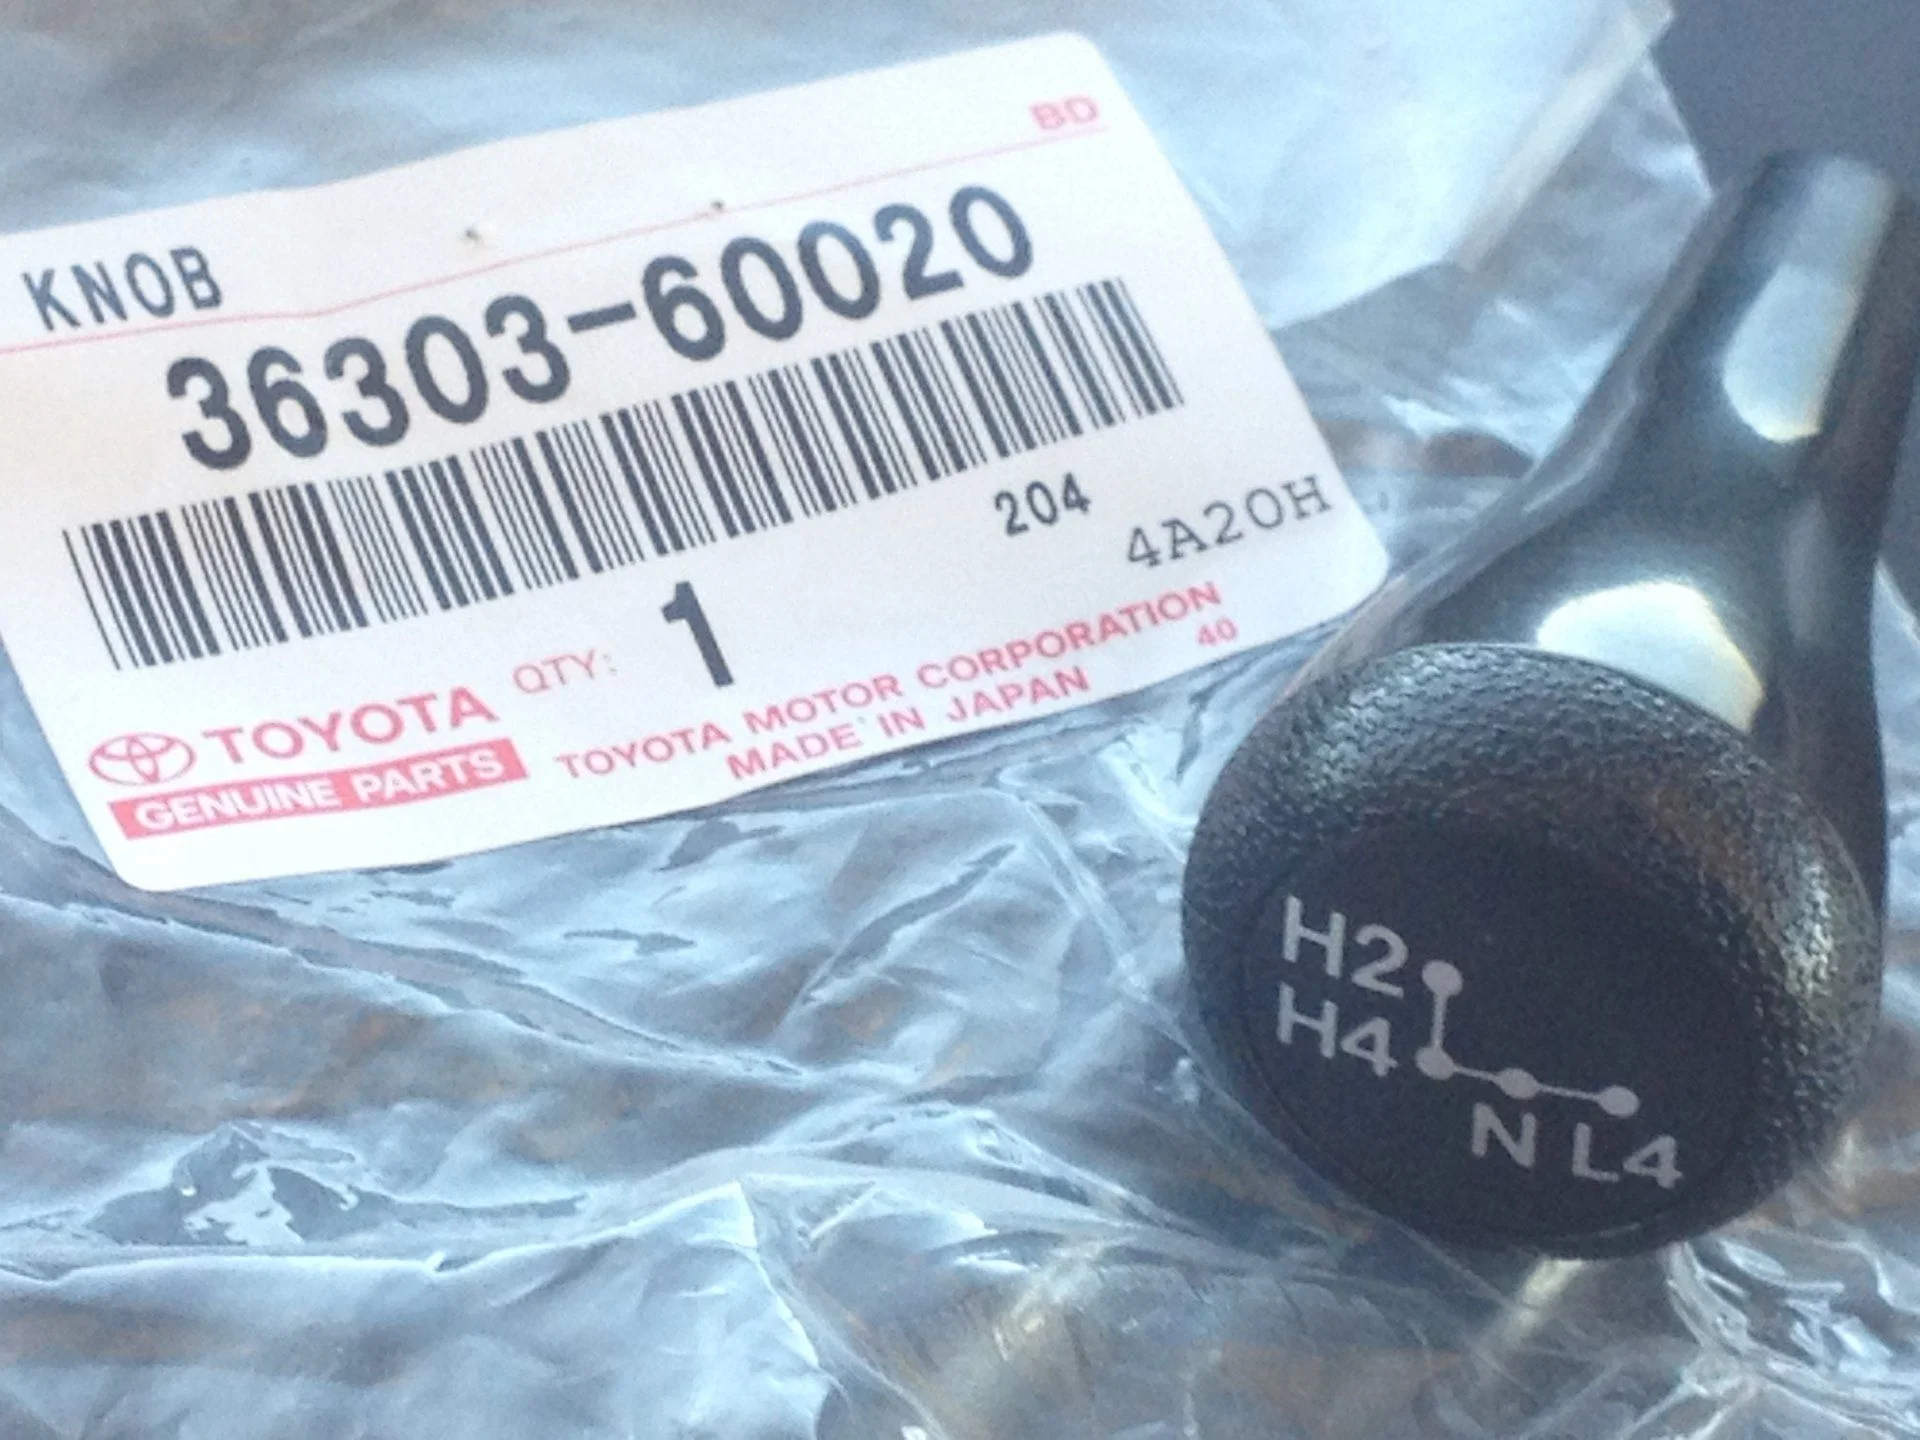 BD
KNOB
36303-60020
204
4A20H
QTY: 1
TOYOTA
GENUINE PARTS
TOYOTA MOTOR CORPORATION
MADE IN JAPAN
40
H2
H4
N L4